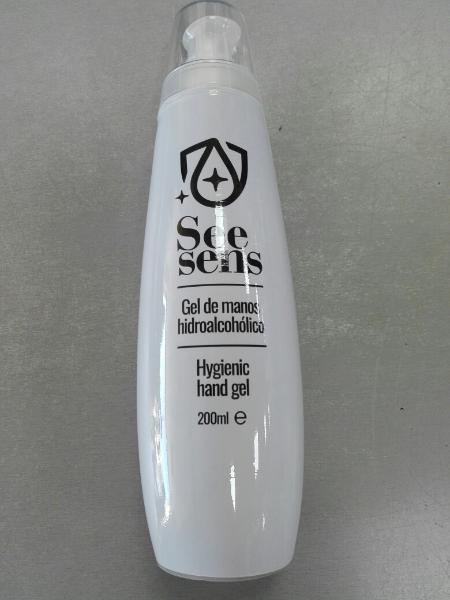 See
sens
Gel de manos
hidroalcohólico
Hygienic
hand gel
200ml ℮